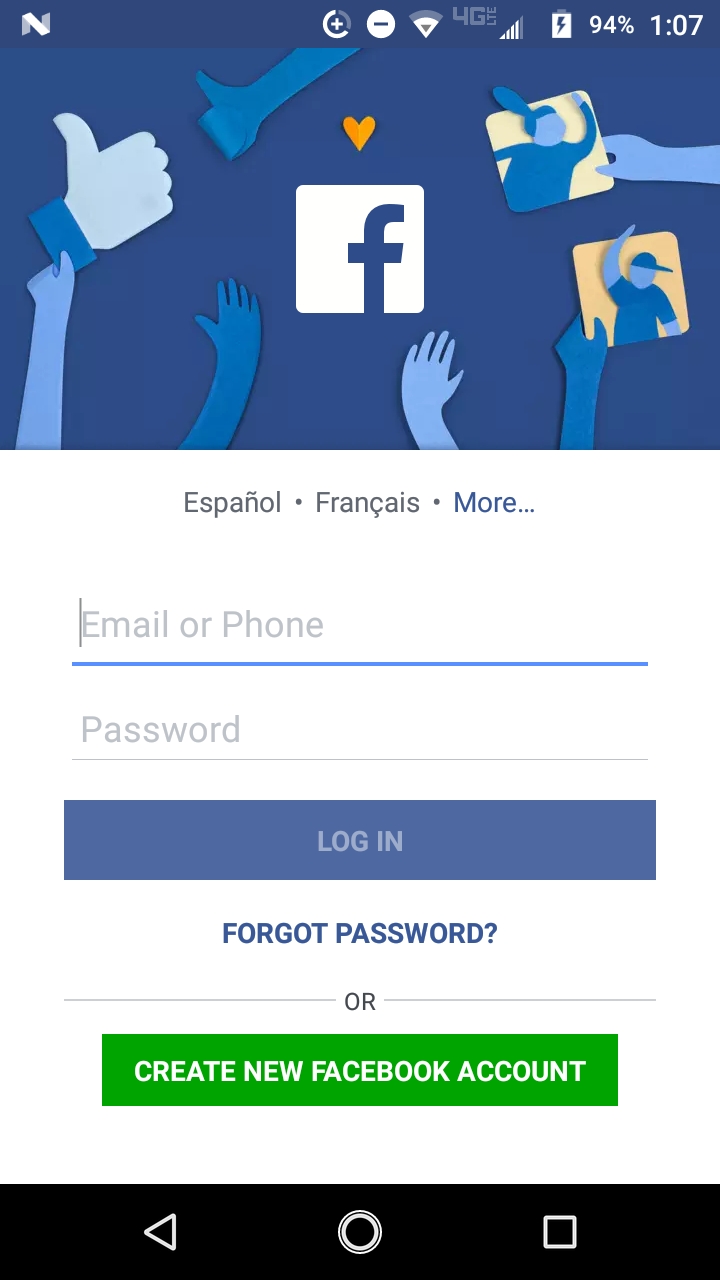 4G LTE 94% 1:07
Español • Français • More...
Email or Phone
Password
LOG IN
FORGOT PASSWORD?
OR
CREATE NEW FACEBOOK ACCOUNT